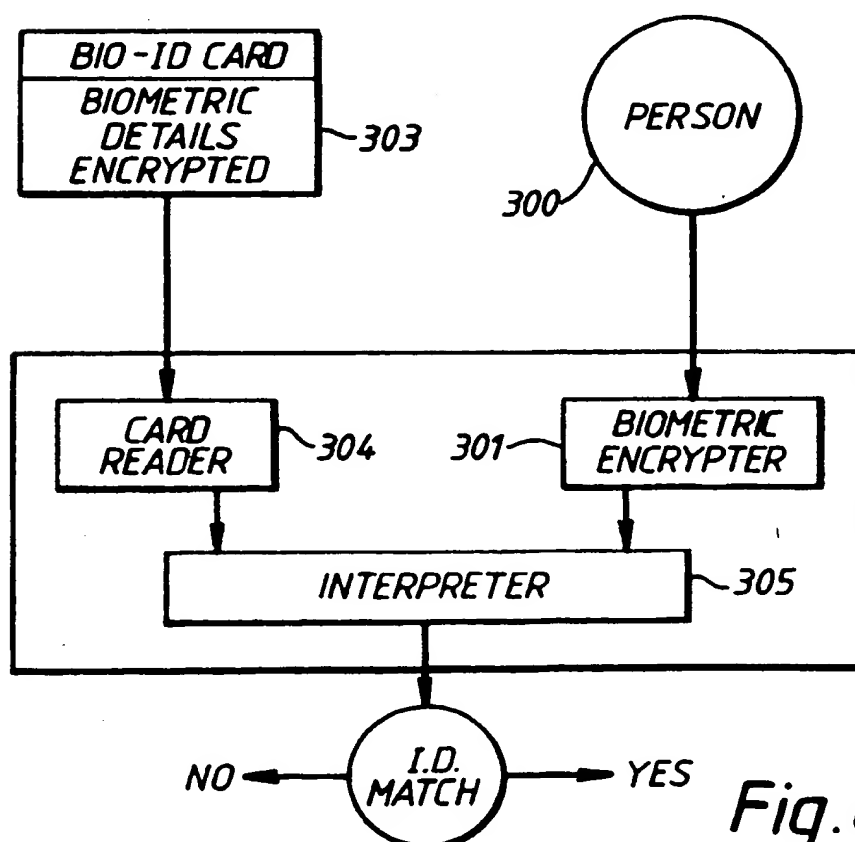 BIO-ID CARD
BIOMETRIC
DETAILS
ENCRYPTED
303
PERSON
300
CARD
READER
304
301
BIOMETRIC
ENCRYPTER
INTERPRETER
305
I.D.
MATCH
NO
YES
Fig.